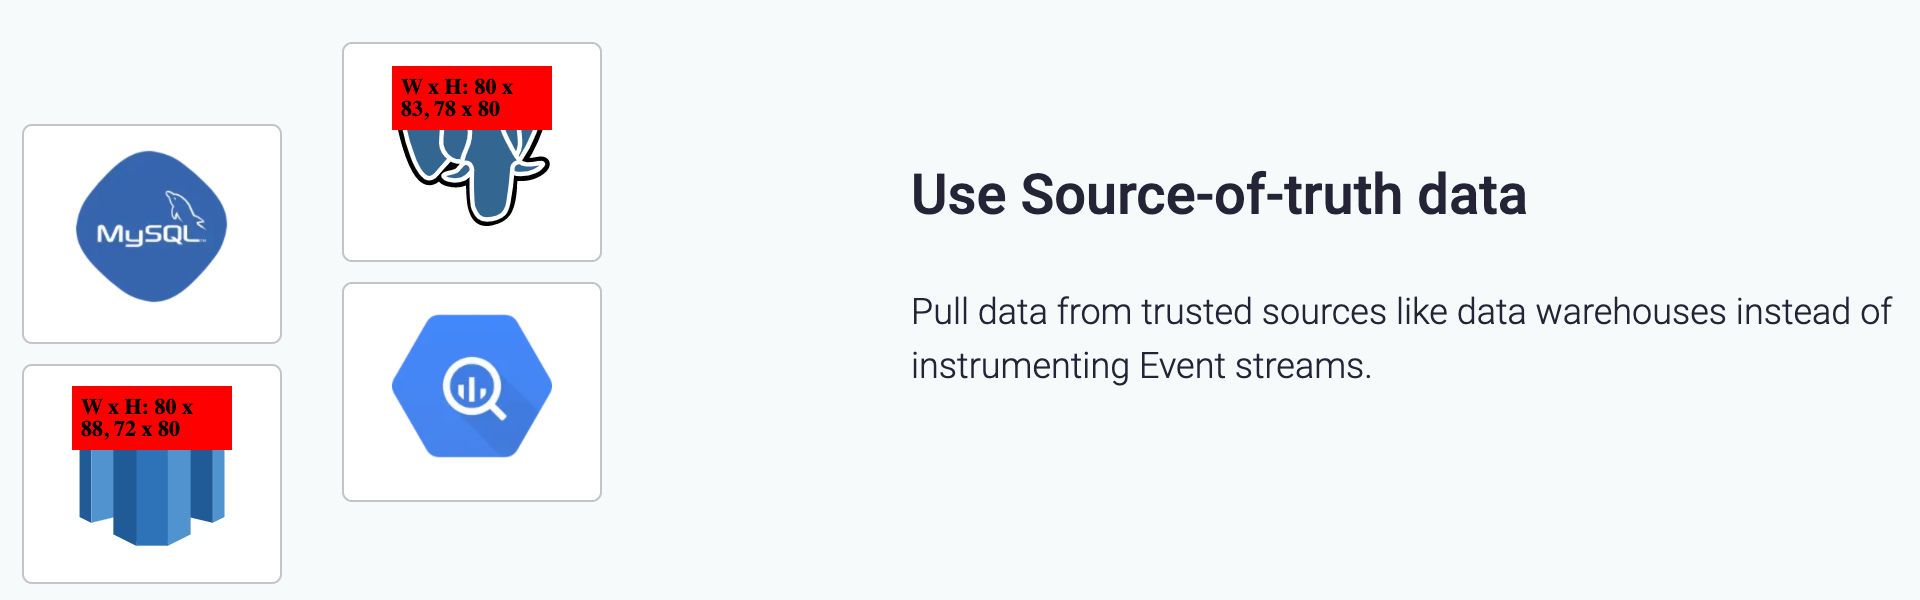 W x H: 80 x
83, 78 x 80
MySQL
W x H: 80 x
88, 72 x 80
Use Source-of-truth data
Pull data from trusted sources like data warehouses instead of
instrumenting Event streams.